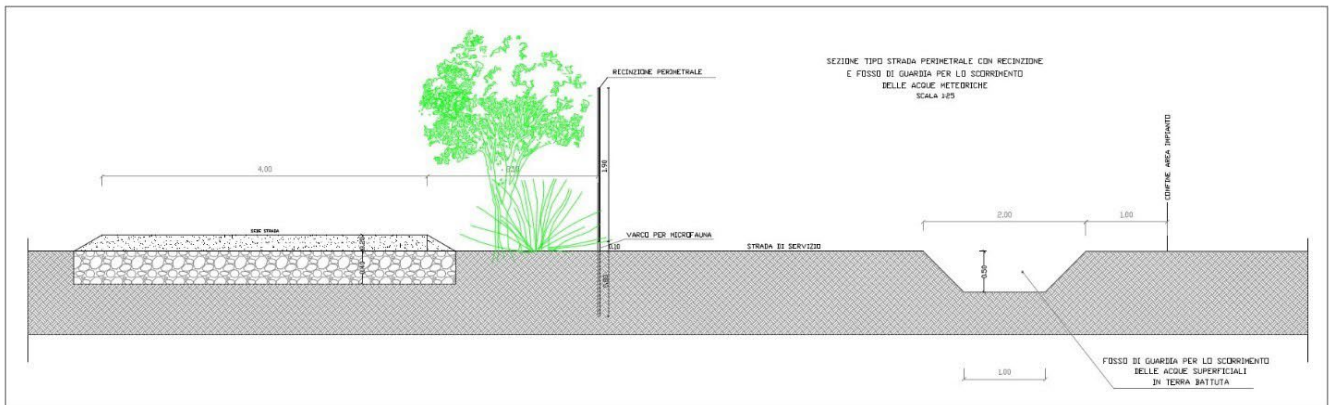 RECINZIONE PERIMETRALE
SEZIONE TIPO STRADA PERIMETRALE CON RECINZIONE
E FOSSO DI GUARDIA PER LO SCORRIMENTO
DELLE ACQUE METEORICHE
SCALA 1:25
CONFINE AREA IMPIANTO
4,00
1,90
2,00
1,00
SEDE STRADA
VARCO PER MICROFAUNA
0,10
STRADA DI SERVIZIO
0,50
FOSSO DI GUARDIA PER LO SCORRIMENTO
DELLE ACQUE SUPERFICIALI
IN TERRA BATTUTA
1,00